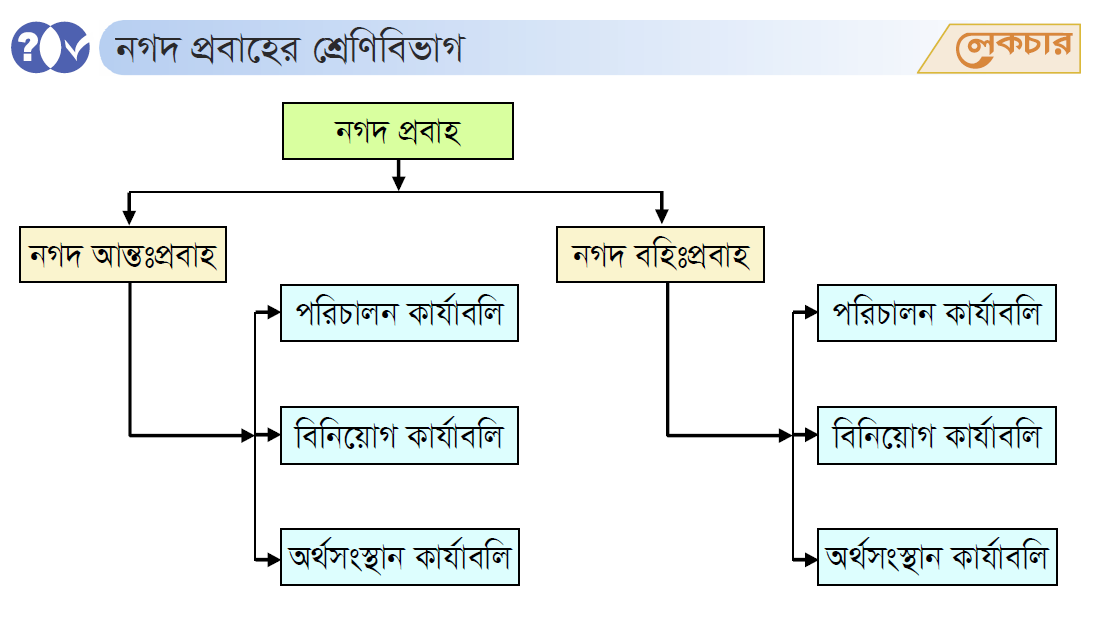 ?
নগদ প্রবাহের শ্রেণিবিভাগ
লেকচার
নগদ প্রবাহ
নগদ আন্তঃপ্রবাহ
নগদ বহিঃপ্রবাহ
পরিচালন কার্যাবলি
পরিচালন কার্যাবলি
বিনিয়োগ কার্যাবলি
বিনিয়োগ কার্যাবলি
অর্থসংস্থান কার্যাবলি
অর্থসংস্থান কার্যাবলি